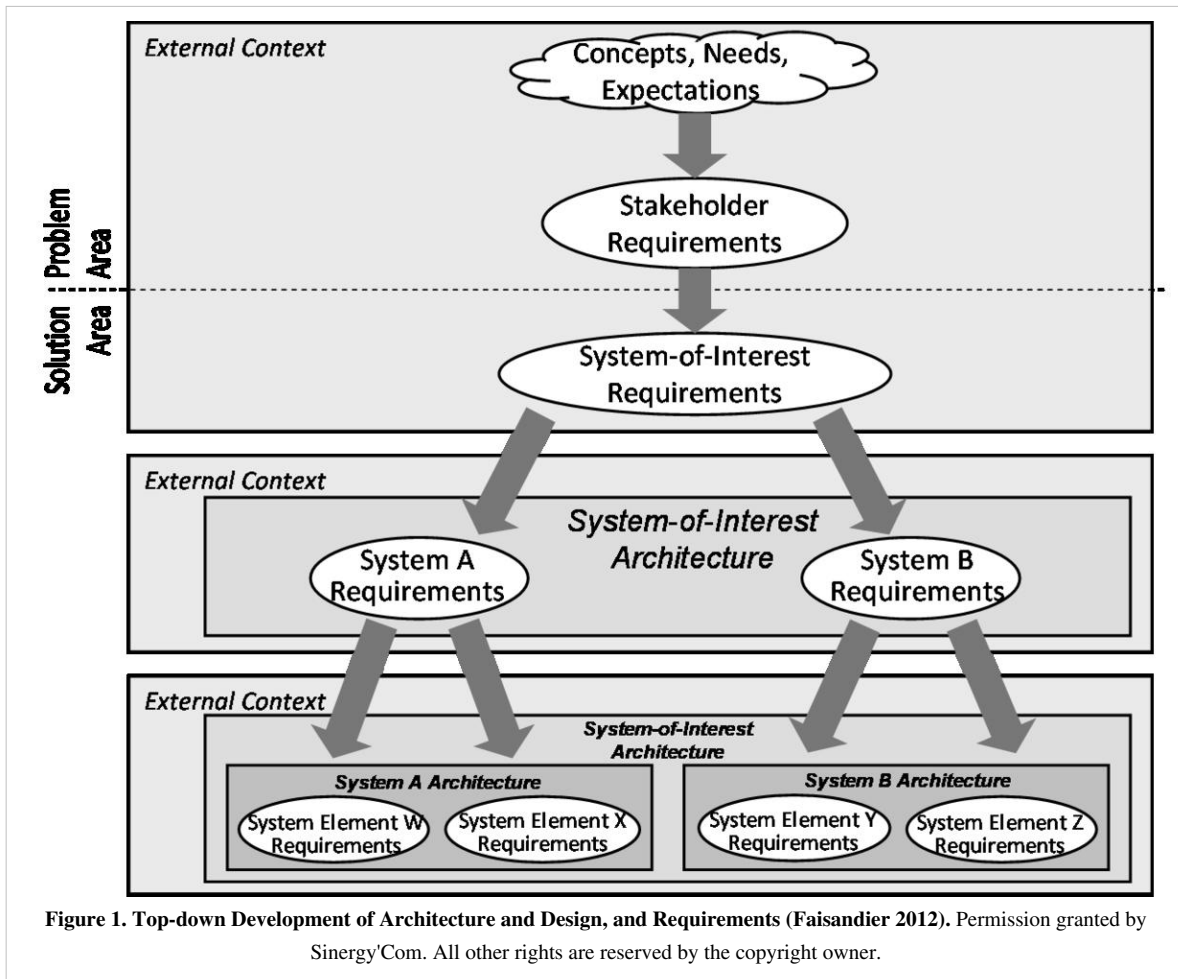 External Context
Concepts, Needs,
Expectations
Stakeholder
Requirements
Problem
Area
Solution
Area
System-of-Interest
Requirements
External Context
System-of-Interest
Architecture
System A
Requirements
System B
Requirements
External Context
System-of-Interest
Architecture
System A Architecture
System B Architecture
System Element W
Requirements
System Element X
Requirements
System Element Y
Requirements
System Element Z
Requirements
Figure 1. Top-down Development of Architecture and Design, and Requirements (Faisandier 2012). Permission granted by
Sinergy'Com. All other rights are reserved by the copyright owner.